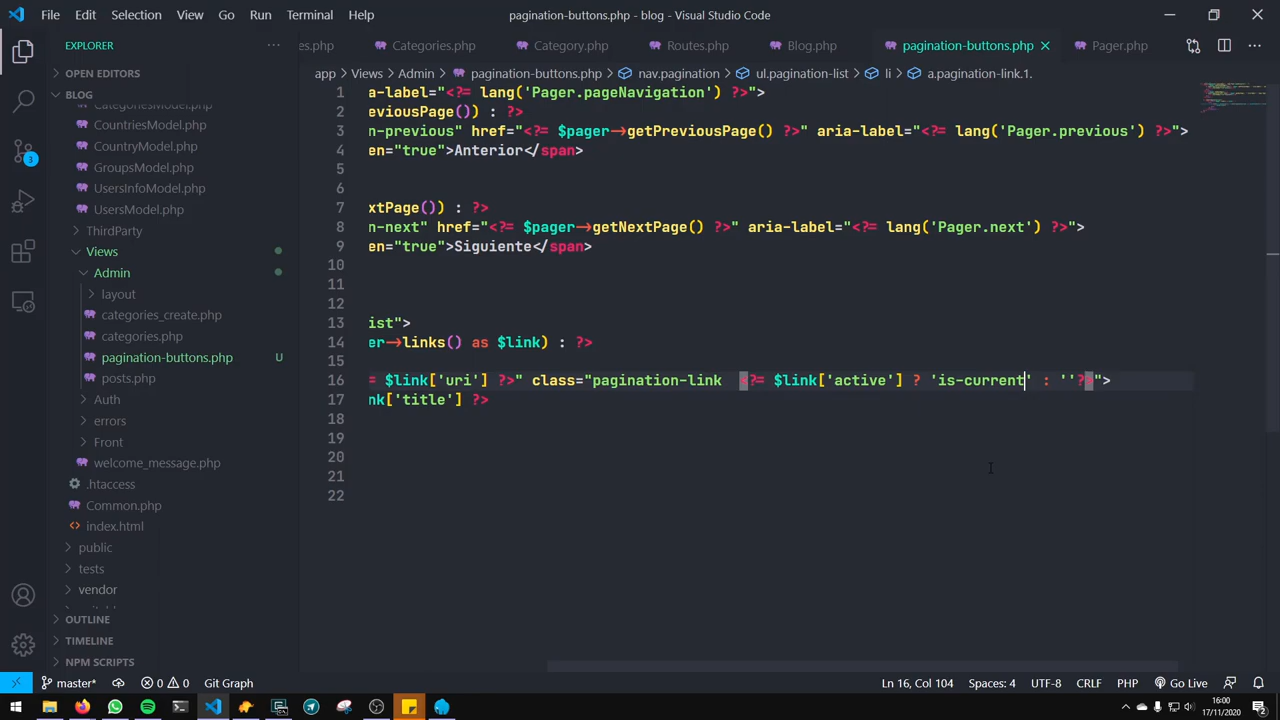 File Edit Selection View Go Run Terminal Help
pagination-buttons.php - blog - Visual Studio Code
EXPLORER
es.php Categories.php Category.php Routes.php Blog.php pagination-buttons.php Pager.php
app > Views > Admin > pagination-buttons.php > nav.pagination > ul.pagination-list > li > a.pagination-link.1.
OPEN EDITORS
BLOG
CategoriesModel.php
CountriesModel.php
CountryModel.php
GroupsModel.php
UsersInfoModel.php
UsersModel.php
ThirdParty
Views
Admin
layout
categories_create.php
categories.php
pagination-buttons.php U
posts.php
Auth
errors
Front
welcome_message.php
.htaccess
Common.php
index.html
public
tests
vendor
OUTLINE
TIMELINE
NPM SCRIPTS
3
1 a-label="<?= lang('Pager.pageNavigation') ?>">
2 eviousPage()) : ?>
3 n-previous" href="<?= $pager->getPreviousPage() ?>" aria-label="<?= lang('Pager.previous') ?>">
4 en="true">Anterior</span>
5
6
7 xtPage()) : ?>
8 n-next" href="<?= $pager->getNextPage() ?>" aria-label="<?= lang('Pager.next') ?>">
9 en="true">Siguiente</span>
10
11
12
13 ist">
14 er->links() as $link) : ?>
15
16 = $link['uri'] ?>" class="pagination-link  <?= $link['active'] ? 'is-current' : ''?>">
17 nk['title'] ?>
18
19
20
21
22
master* 0 0 Git Graph
Ln 16, Col 104 Spaces: 4 UTF-8 CRLF PHP Go Live
16:00
17/11/2020
2